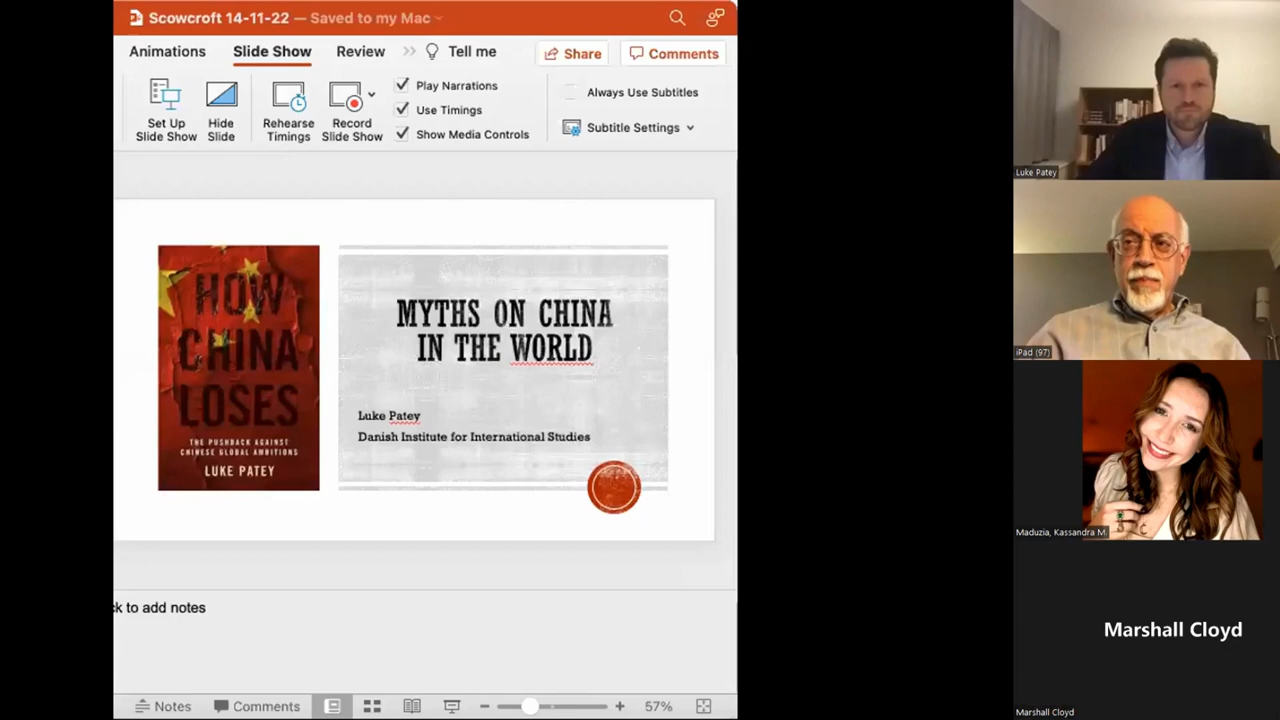 Scowcroft 14-11-22 — Saved to my Mac
Animations Slide Show Review Tell me Share Comments
Set Up
Slide Show
Hide
Slide
Rehearse
Timings
Record
Slide Show
Play Narrations
Use Timings
Show Media Controls
Always Use Subtitles
Subtitle Settings
HOW
CHINA
LOSES
THE PUSHBACK AGAINST
CHINESE GLOBAL AMBITIONS
LUKE PATEY
MYTHS ON CHINA
IN THE WORLD
Luke Patey
Danish Institute for International Studies
ck to add notes
Notes Comments 57%
Luke Patey
iPad (97)
Maduzia, Kassandra M.
Marshall Cloyd
Marshall Cloyd